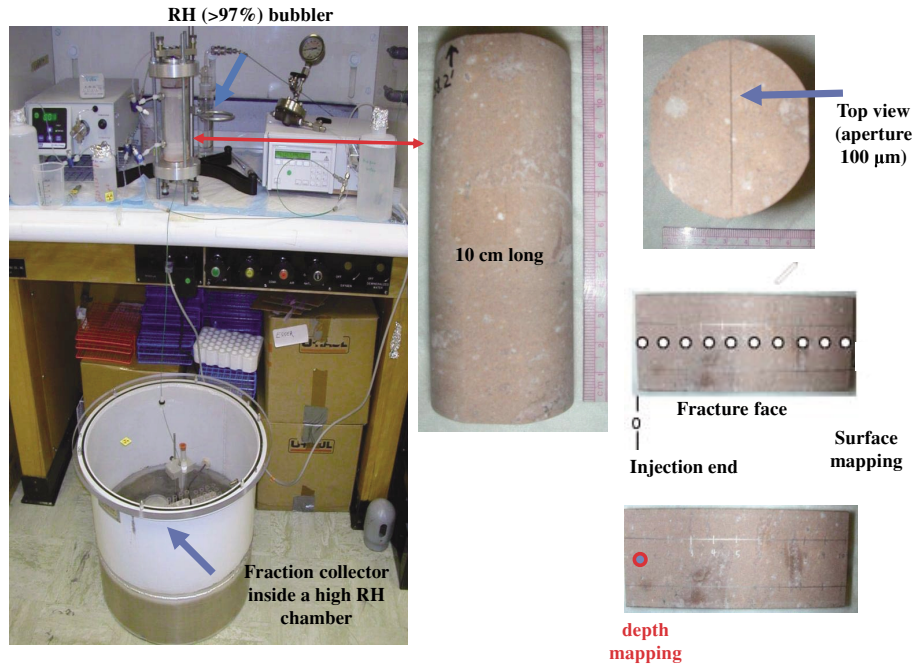 RH (>97%) bubbler
Top view
(aperture
100 µm)
10 cm long
Fracture face
Injection end
Surface
mapping
Fraction collector
inside a high RH
chamber
depth
mapping
U-HAUL